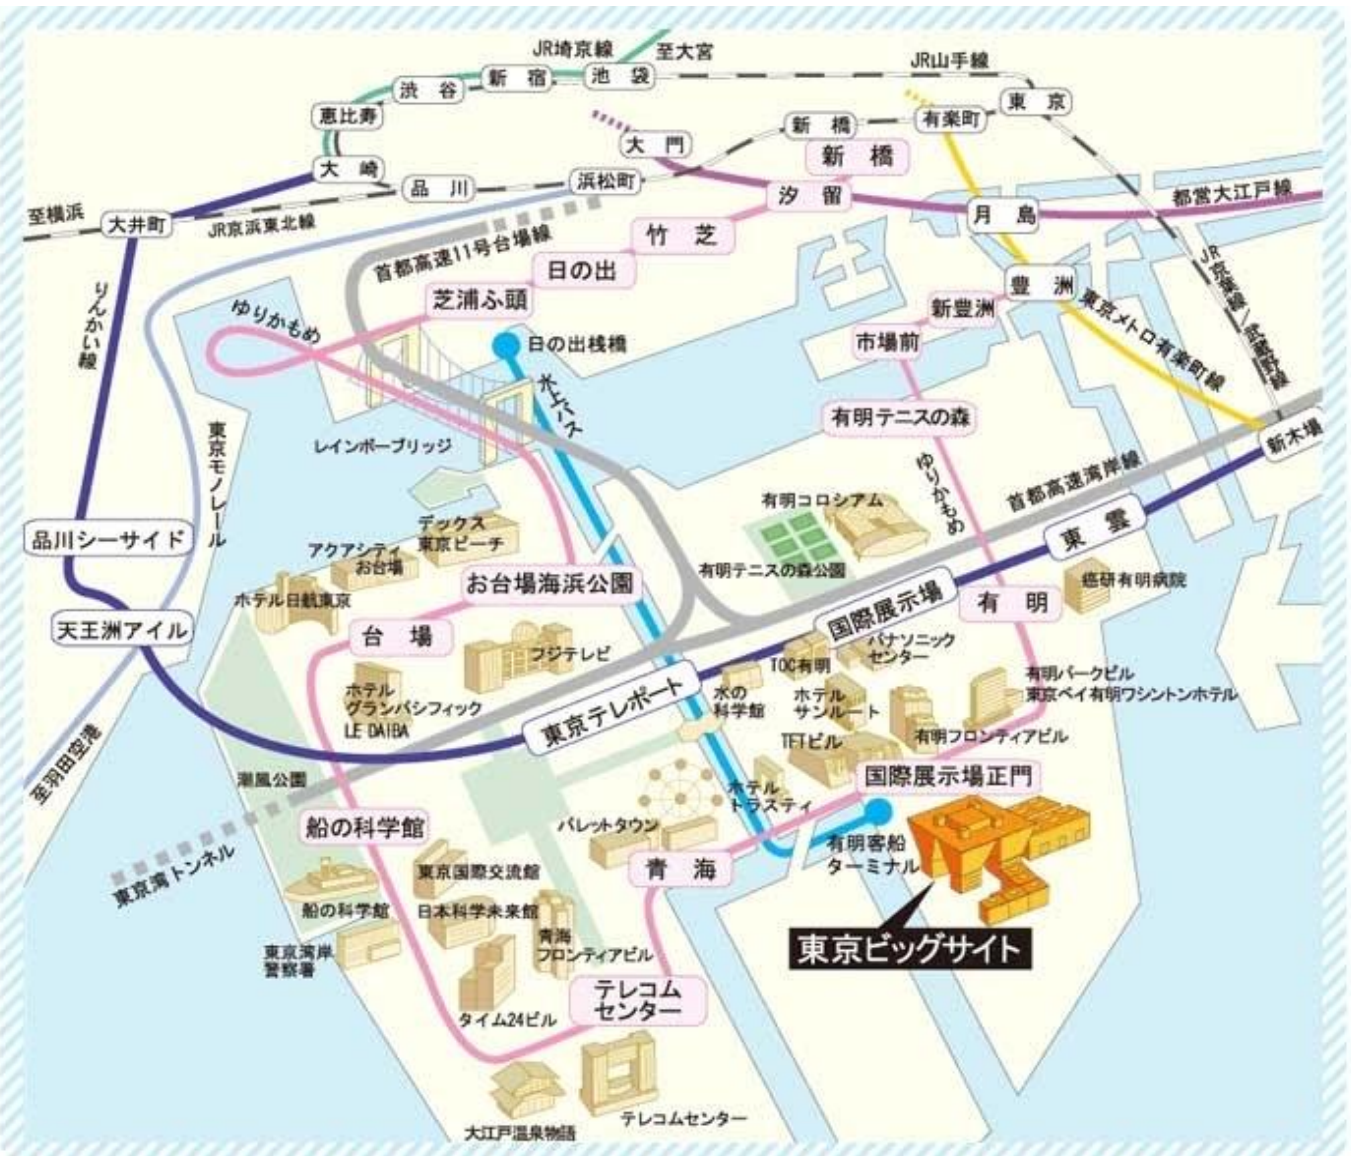 JR埼京線
至大宮
JR山手線
新宿
池袋
渋谷
恵比寿
東京
有楽町
新橋
大門
新橋
大崎
品川
浜松町
汐留
都営大江戸線
至横浜
大井町
JR京浜東北線
月島
竹芝
首都高速11号台場線
日の出
JR京葉線/武蔵野線
りんかい線
芝浦ふ頭
豊洲
新豊洲
東京メトロ有楽町線
ゆりかもめ
日の出桟橋
市場前
水上バス
有明テニスの森
新木場
東京モノレール
レインボーブリッジ
ゆりかもめ
首都高速湾岸線
有明コロシアム
品川シーサイド
デックス
東京ビーチ
東雲
アクアシティ
お台場
有明テニスの森公園
癌研有明病院
お台場海浜公園
ホテル日航東京
国際展示場
有明
天王洲アイル
台場
フジテレビ
パナソニック
センター
TOC有明
有明パークビル
東京ベイ有明ワシントンホテル
ホテル
グランパシフィック
LE DAIBA
東京テレポート
水の
科学館
ホテル
サンルート
有明フロンティアビル
TFTビル
至羽田空港
潮風公園
国際展示場正門
ホテル
トラスティ
船の科学館
パレットタウン
有明客船
ターミナル
東京湾トンネル
東京国際交流館
青海
船の科学館
日本科学未来館
東京湾岸
警察署
青海
フロンティアビル
東京ビッグサイト
テレコム
センター
タイム24ビル
テレコムセンター
大江戸温泉物語